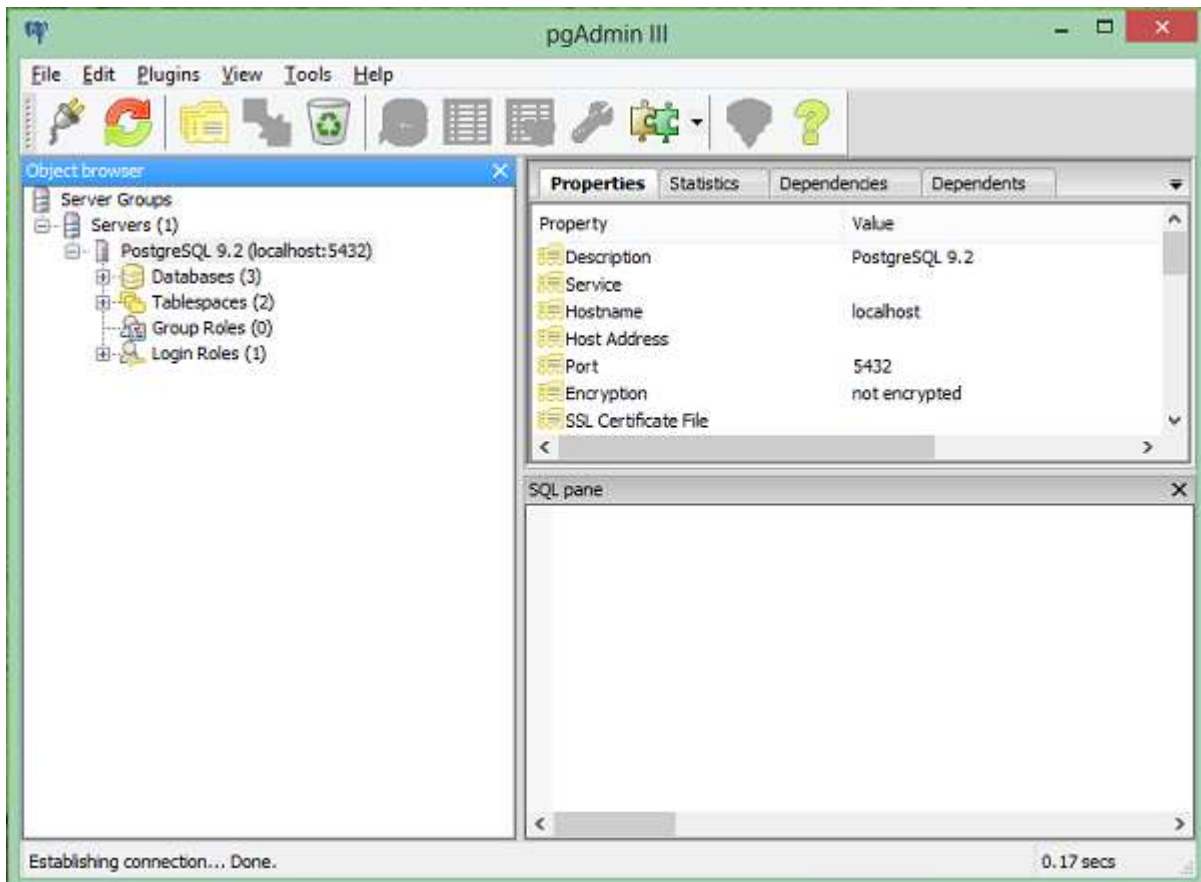 pgAdmin III
File Edit Plugins View Tools Help
Object browser
Server Groups
Servers (1)
PostgreSQL 9.2 (localhost:5432)
Databases (3)
Tablespaces (2)
Group Roles (0)
Login Roles (1)
Properties Statistics Dependencies Dependents
Property Value
Description PostgreSQL 9.2
Service
Hostname localhost
Host Address
Port 5432
Encryption not encrypted
SSL Certificate File
SQL pane
Establishing connection... Done. 0.17 secs